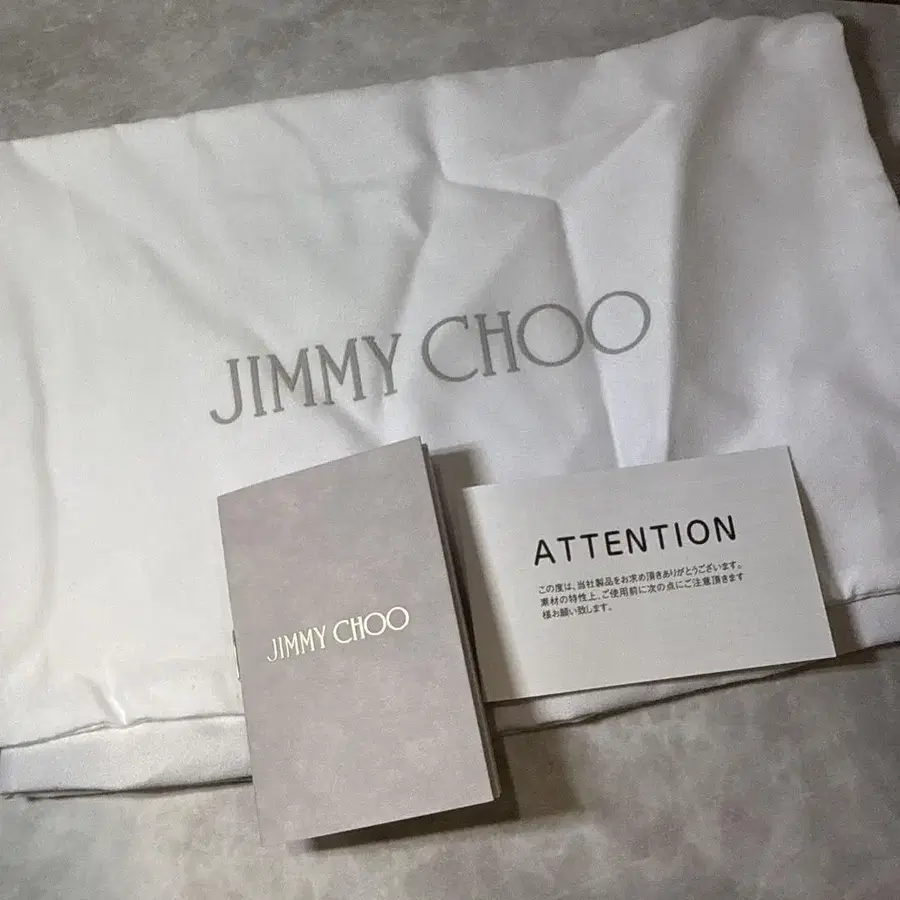 JIMMY CHOO
JIMMY CHOO
ATTENTION
この度は、当社製品をお求め頂きありがとうございます。
素材の特性上、ご使用前に次の点にご注意頂きます
様お願い致します。